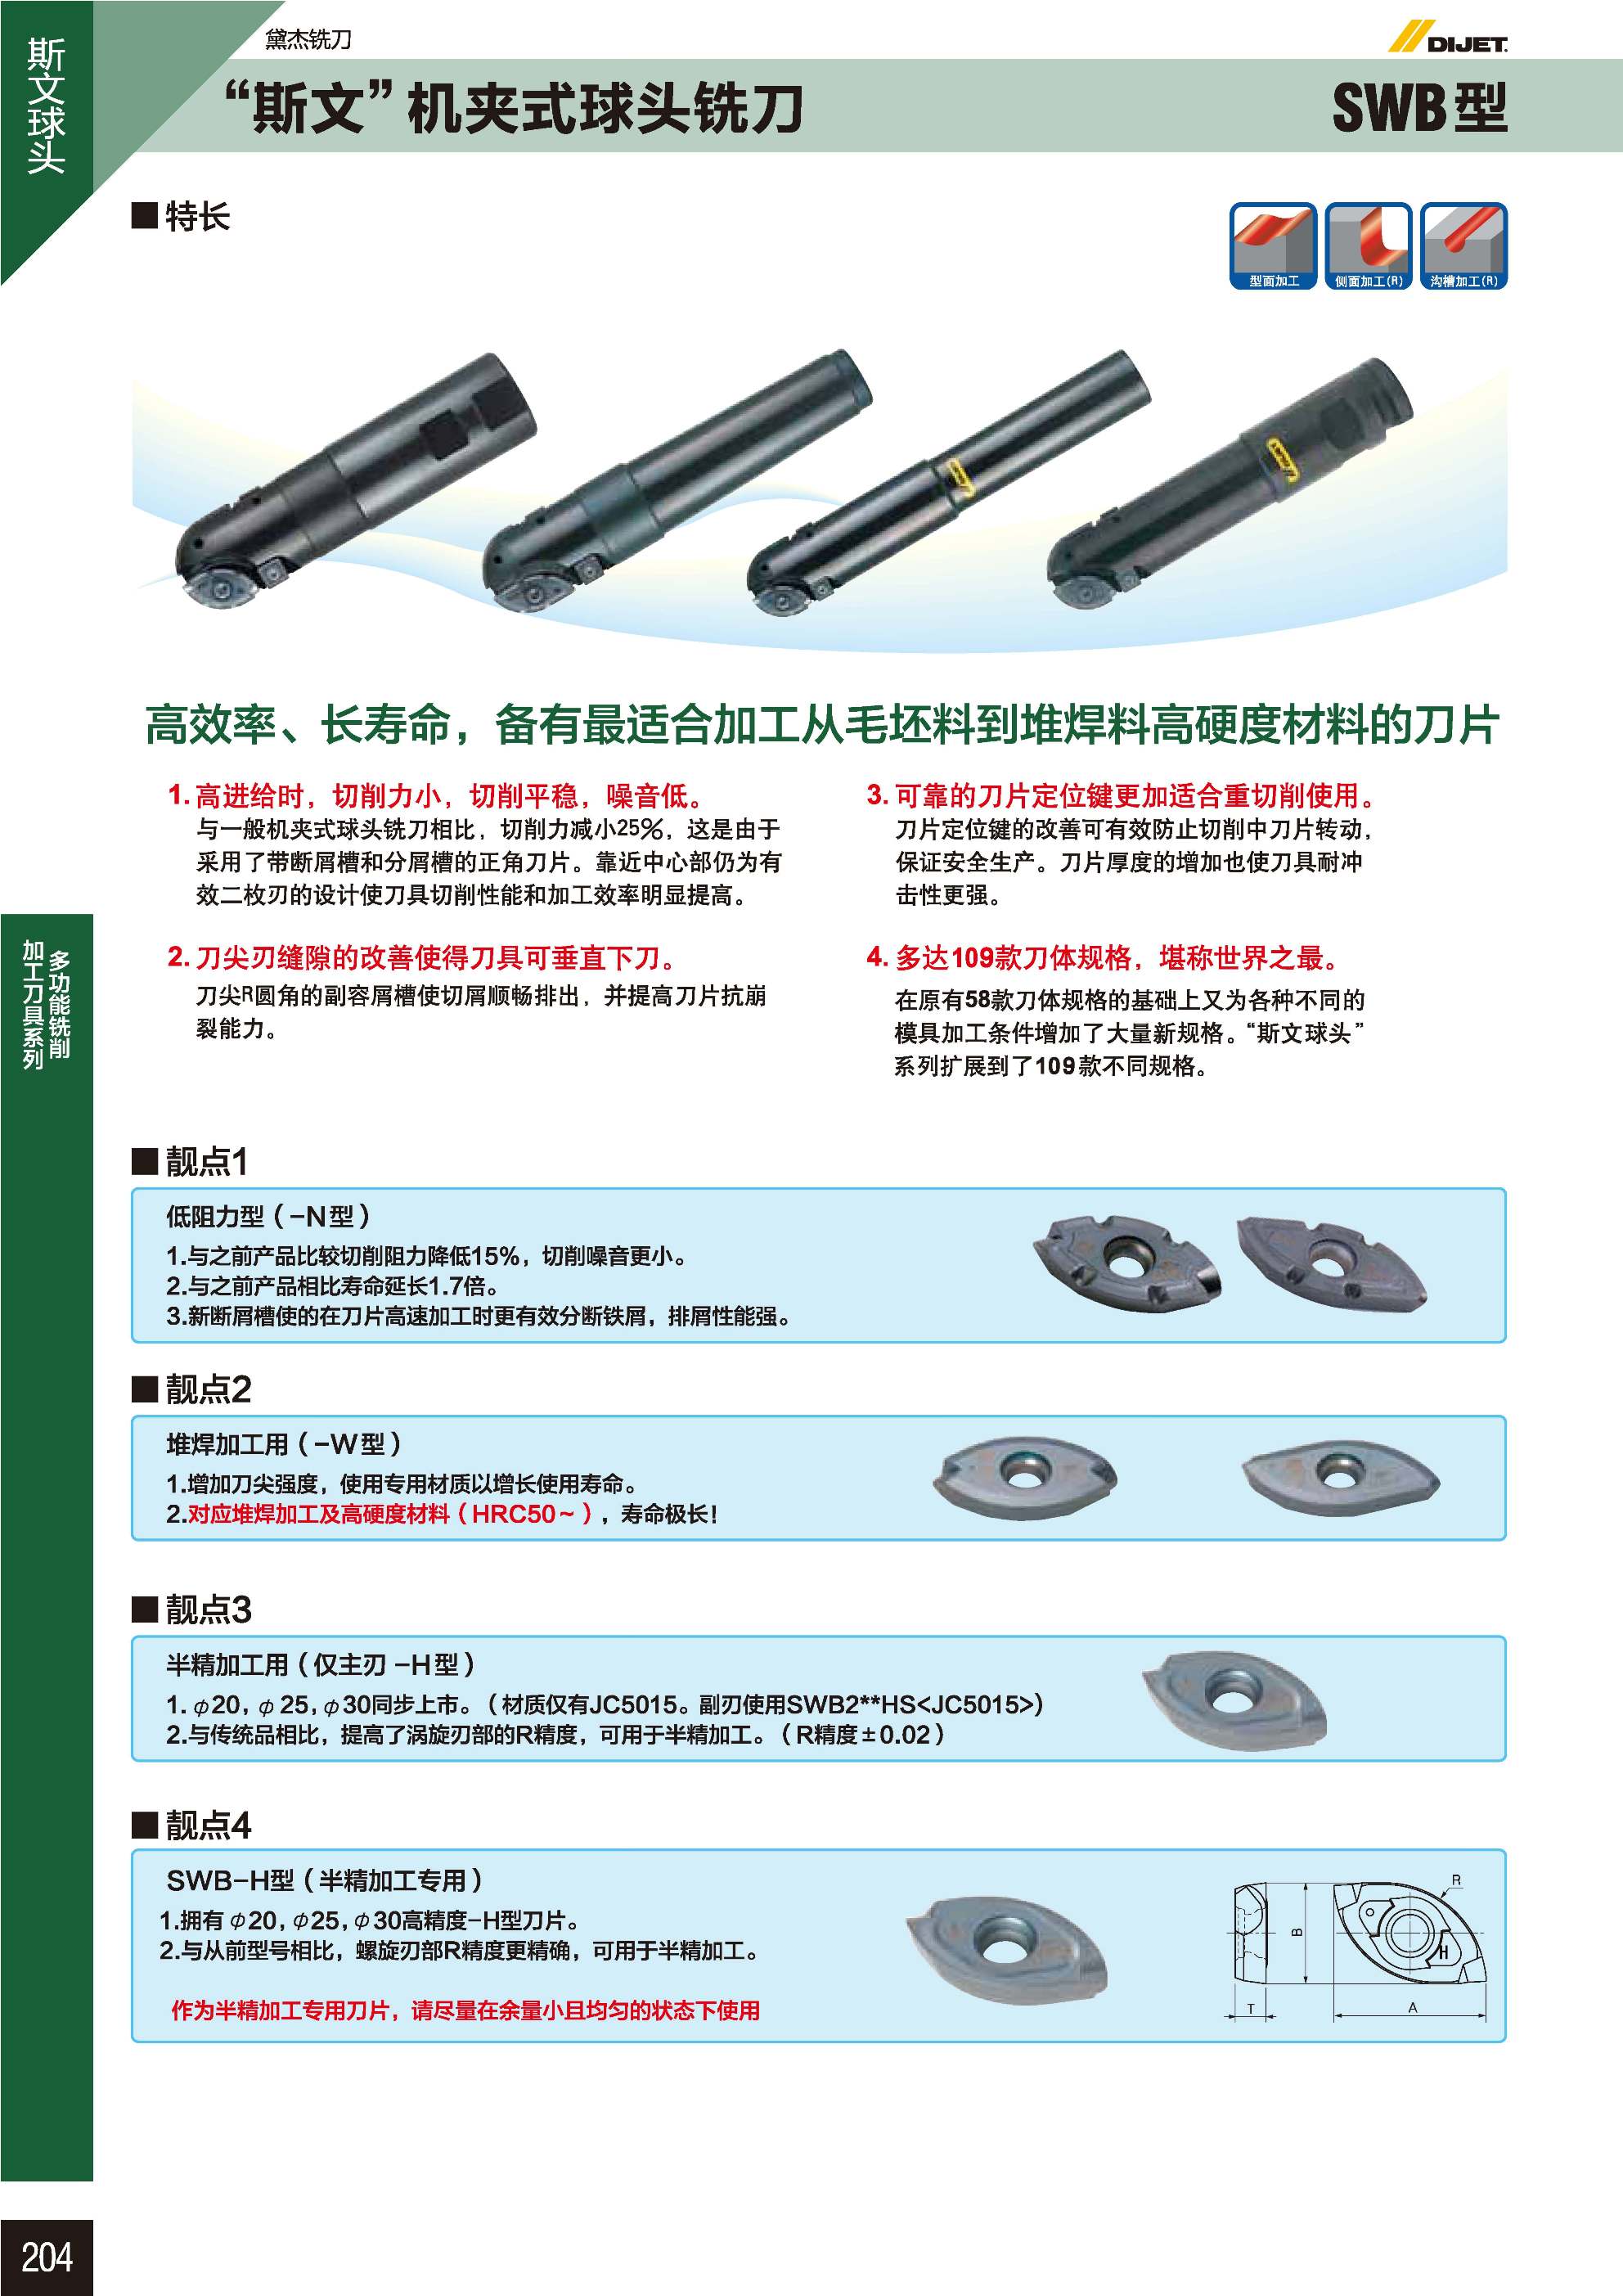 斯文球头
黛杰铣刀
DIJET
“斯文”机夹式球头铣刀
SWB型
■特长
型面加工
侧面加工(R)
沟槽加工(R)
高效率、长寿命，备有最适合加工从毛坯料到堆焊料高硬度材料的刀片
1. 高进给时，切削力小，切削平稳，噪音低。
与一般机夹式球头铣刀相比，切削力减小25%，这是由于
采用了带断屑槽和分屑槽的正角刀片。靠近中心部仍为有
效二枚刃的设计使刀具切削性能和加工效率明显提高。
2. 刀尖刃缝隙的改善使得刀具可垂直下刀。
刀尖R圆角的副容屑槽使切屑顺畅排出，并提高刀片抗崩
裂能力。
3. 可靠的刀片定位键更加适合重切削使用。
刀片定位键的改善可有效防止切削中刀片转动，
保证安全生产。刀片厚度的增加也使刀具耐冲
击性更强。
4. 多达109款刀体规格，堪称世界之最。
在原有58款刀体规格的基础上又为各种不同的
模具加工条件增加了大量新规格。“斯文球头”
系列扩展到了109款不同规格。
多功能铣削
加工刀具系列
■靓点1
低阻力型（-N型）
1.与之前产品比较切削阻力降低15%，切削噪音更小。
2.与之前产品相比寿命延长1.7倍。
3.新断屑槽使的在刀片高速加工时更有效分断铁屑，排屑性能强。
■靓点2
堆焊加工用（-W型）
1.增加刀尖强度，使用专用材质以增长使用寿命。
2.对应堆焊加工及高硬度材料（HRC50~），寿命极长！
■靓点3
半精加工用（仅主刃 -H型）
1. φ20，φ25，φ30同步上市。（材质仅有JC5015。副刃使用SWB2**HS<JC5015>）
2.与传统品相比，提高了涡旋刃部的R精度，可用于半精加工。（R精度±0.02）
■靓点4
SWB-H型（半精加工专用）
1.拥有φ20，φ25，φ30高精度-H型刀片。
2.与从前型号相比，螺旋刃部R精度更精确，可用于半精加工。
作为半精加工专用刀片，请尽量在余量小且均匀的状态下使用
R
B
H
T
A
204